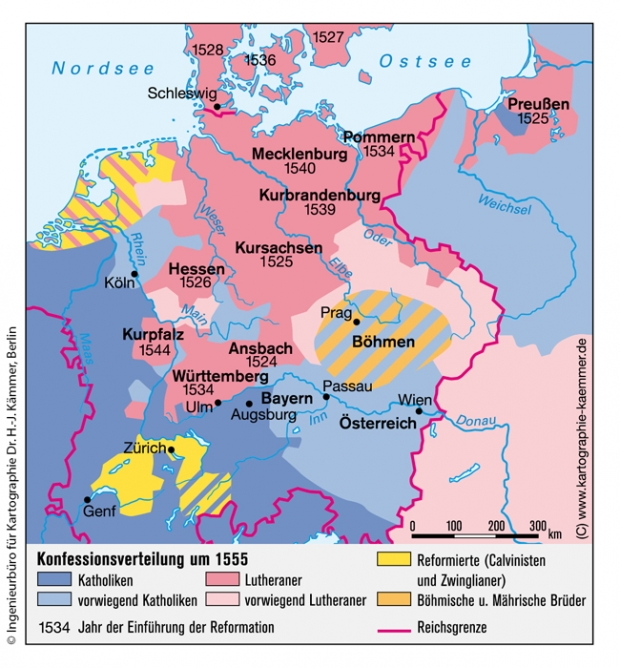 1527
1528
1536
Nordsee
Ostsee
Schleswig
Preußen
1525
Pommern
1534
Mecklenburg
1540
Kurbrandenburg
1539
Weichsel
Weser
Oder
Rhein
Kursachsen
1525
Elbe
Hessen
1526
Köln
Main
Prag
Böhmen
Maas
Kurpfalz
1544
Ansbach
1524
Württemberg
1534
Passau
Ulm
Augsburg
Bayern
Inn
Wien
Österreich
Donau
Zürich
Genf
0 100 200 300 km
(C) www.kartographie-kaemmer.de
© Ingenieurbüro für Kartographie Dr. H.-J. Kämmer, Berlin
Konfessionsverteilung um 1555
Katholiken
vorwiegend Katholiken
Lutheraner
vorwiegend Lutheraner
Reformierte (Calvinisten
und Zwinglianer)
Böhmische u. Mährische Brüder
1534 Jahr der Einführung der Reformation
Reichsgrenze